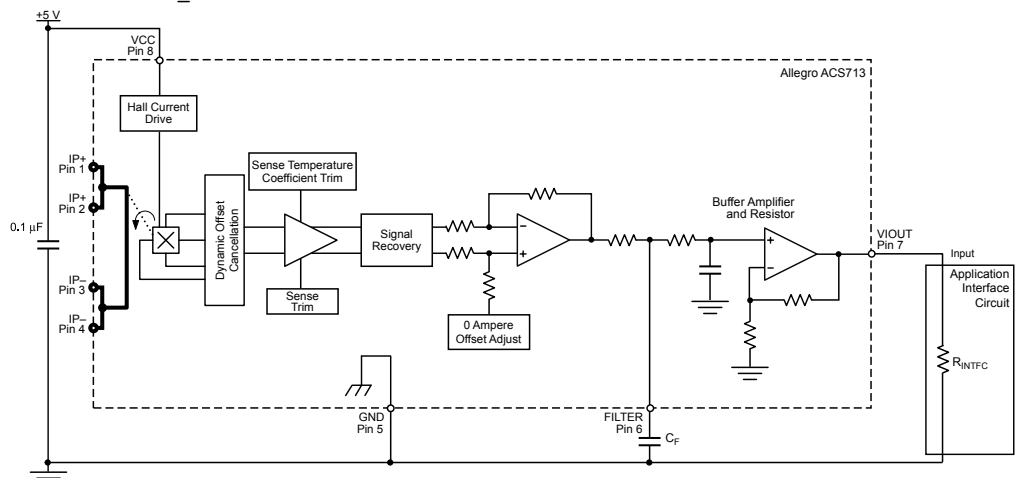 +5 V
VCC
Pin 8
Allegro ACS713
Hall Current
Drive
IP+
Pin 1
IP+
Pin 2
IP–
Pin 3
IP–
Pin 4
0.1 µF
Dynamic Offset
Cancellation
Sense Temperature
Coefficient Trim
Sense
Trim
Signal
Recovery
0 Ampere
Offset Adjust
Buffer Amplifier
and Resistor
VIOUT
Pin 7
Input
Application
Interface
Circuit
RINTFC
GND
Pin 5
FILTER
Pin 6
CF